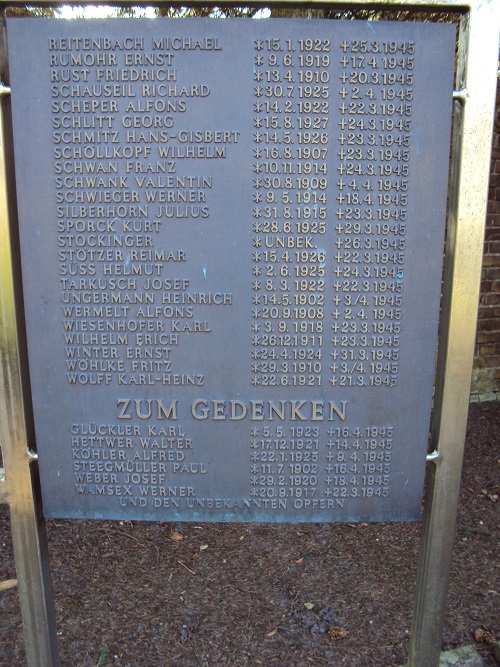 REITENBACH MICHAEL *15.1.1922 +25.3.1945
RUMOHR ERNST *9.6.1919 +17.4.1945
RUST FRIEDRICH *13.4.1910 +20.3.1945
SCHAUSEIL RICHARD *30.7.1925 +2.4.1945
SCHEPER ALFONS *14.2.1922 +22.3.1945
SCHLITT GEORG *15.8.1927 +24.3.1945
SCHMITZ HANS-GISBERT *14.5.1926 +23.3.1945
SCHÖLLKOPF WILHELM *16.8.1907 +23.3.1945
SCHWAN FRANZ *10.11.1914 +24.3.1945
SCHWANK VALENTIN *30.8.1909 +4.4.1945
SCHWIEGER WERNER *9.5.1914 +18.4.1945
SILBERHORN JULIUS *31.8.1915 +23.3.1945
SPORCK KURT *28.6.1925 +29.3.1945
STOCKINGER *UNBEK. +26.3.1945
STOTZER REIMAR *15.4.1926 +22.3.1945
SÜSS HELMUT *2.6.1925 +24.3.1945
TARKUSCH JOSEF *8.3.1922 +22.3.1945
UNGERMANN HEINRICH *14.5.1902 +3./4.1945
WERMELT ALFONS *20.9.1908 +2.4.1945
WIESENHOFER KARL *3.9.1918 +23.3.1945
WILHELM ERICH *26.12.1911 +23.3.1945
WINTER ERNST *24.4.1924 +31.3.1945
WÖHLKE FRITZ *29.3.1910 +3./4.1945
WOLFF KARL-HEINZ *22.6.1921 +21.3.1945
ZUM GEDENKEN
GLÜCKLER KARL *5.5.1923 +16.4.1945
HETTWER WALTER *17.12.1921 +14.4.1945
KÖHLER ALFRED *22.1.1925 +9.4.1945
STEEGMÜLLER PAUL *11.7.1902 +16.4.1945
WEBER JOSEF *29.2.1920 +18.4.1945
WAMSEX WERNER *20.9.1917 +22.3.1945
UND DEN UNBEKANNTEN OPFERN